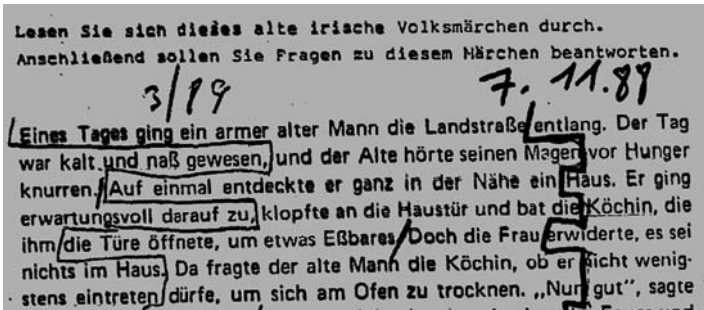 Lesen Sie sich dieses alte irische Volksmärchen durch.
Anschließend sollen Sie Fragen zu diesem Märchen beantworten.
3/19 7.11.89
Eines Tages ging ein armer alter Mann die Landstraße entlang. Der Tag
war kalt und naß gewesen, und der Alte hörte seinen Magen vor Hunger
knurren. Auf einmal entdeckte er ganz in der Nähe ein Haus. Er ging
erwartungsvoll darauf zu, klopfte an die Haustür und bat die Köchin, die
ihm die Türe öffnete, um etwas Eßbares. Doch die Frau erwiderte, es sei
nichts im Haus. Da fragte der alte Mann die Köchin, ob er nicht wenig-
stens eintreten dürfe, um sich am Ofen zu trocknen. „Nun gut", sagte